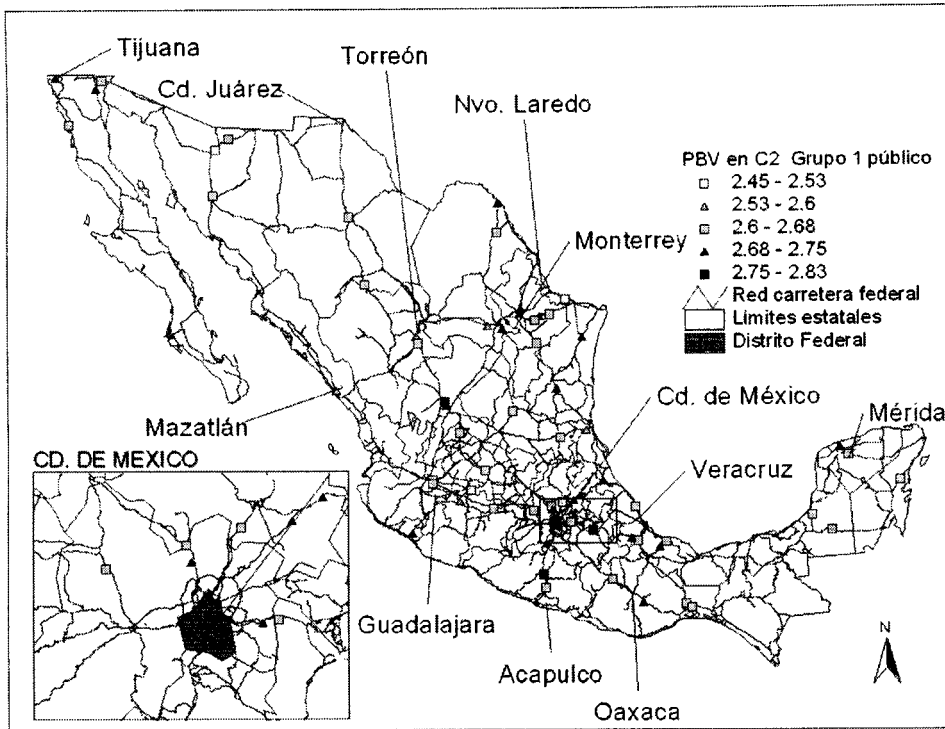 Tijuana
Torreón
Cd. Juárez
Nvo. Laredo
PBV en C2 Grupo 1 público
2.45 - 2.53
2.53 - 2.6
2.6 - 2.68
2.68 - 2.75
2.75 - 2.83
Red carretera federal
Límites estatales
Distrito Federal
Monterrey
Cd. de México
Mérida
Mazatlán
Veracruz
CD. DE MEXICO
Guadalajara
Acapulco
Oaxaca
N